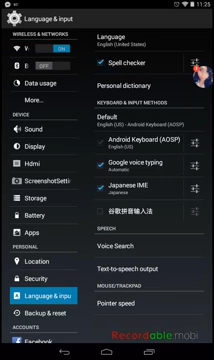 11:25
Language & input
WIRELESS & NETWORKS
ON
OFF
Data usage
More...
DEVICE
Sound
Display
Hdmi
ScreenshotSettin
Storage
Battery
Apps
PERSONAL
Location
Security
Language & inpu
Backup & reset
ACCOUNTS
Facebook
Language
English (United States)
Spell checker
Personal dictionary
KEYBOARD & INPUT METHODS
Default
English (US) - Android Keyboard (AOSP)
Android Keyboard (AOSP)
English (US)
Google voice typing
Automatic
Japanese IME
Japanese
谷歌拼音输入法
SPEECH
Voice Search
Text-to-speech output
MOUSE/TRACKPAD
Pointer speed
Recordable.mobi